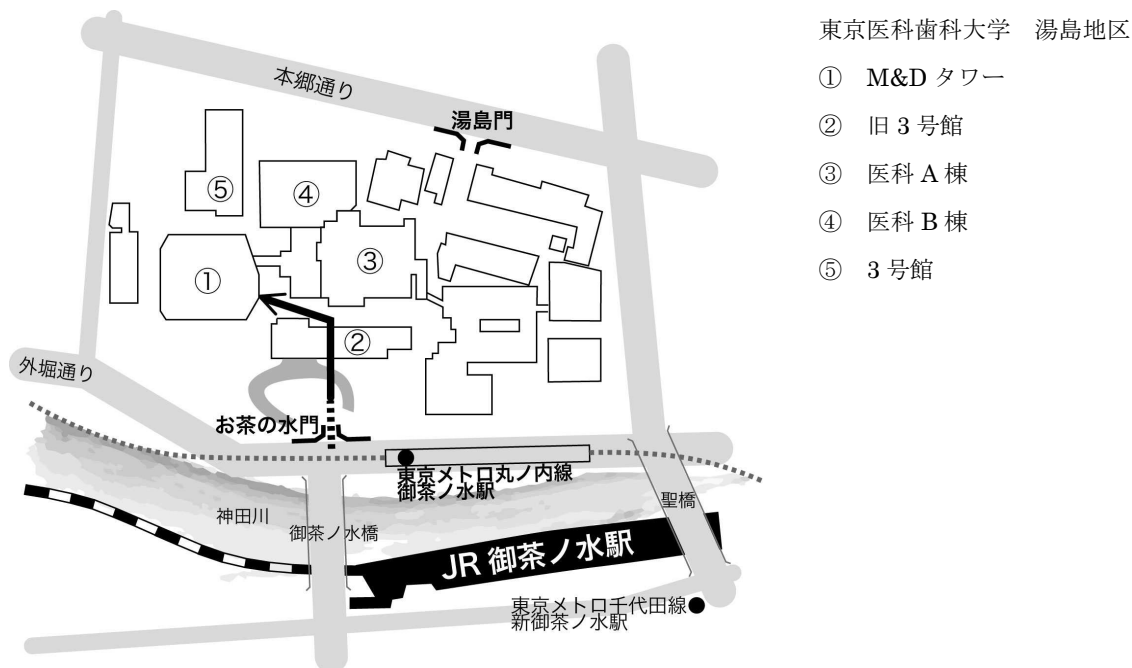 東京医科歯科大学　湯島地区
① M&D タワー
② 旧 3 号館
③ 医科 A 棟
④ 医科 B 棟
⑤ 3 号館
本郷通り
湯島門
⑤
④
③
①
②
外堀通り
お茶の水門
東京メトロ丸ノ内線
御茶ノ水駅
神田川
御茶ノ水橋
聖橋
JR 御茶ノ水駅
東京メトロ千代田線
新御茶ノ水駅